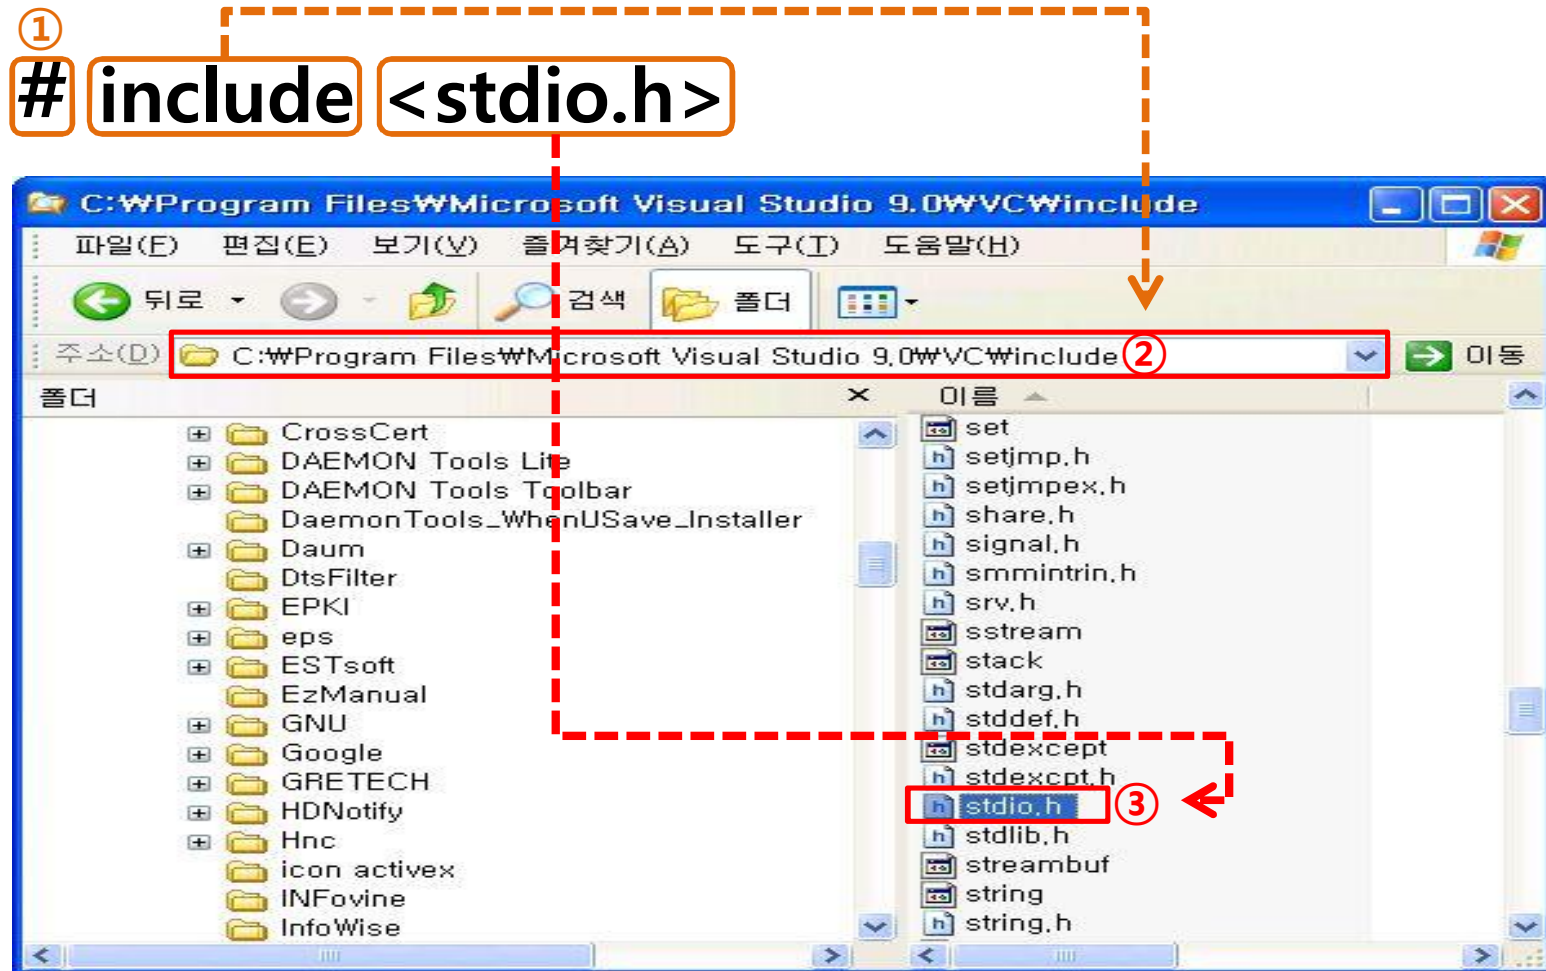 ①
# include <stdio.h>
C:₩Program Files₩Microsoft Visual Studio 9.0₩VC₩include
파일(F) 편집(E) 보기(V) 즐겨찾기(A) 도구(T) 도움말(H)
뒤로 검색 폴더
주소(D) C:₩Program Files₩Microsoft Visual Studio 9.0₩VC₩include ② 이동
폴더
이름
CrossCert
DAEMON Tools Lite
DAEMON Tools Toolbar
DaemonTools_WhenUSave_Installer
Daum
DtsFilter
EPKI
eps
ESTsoft
EzManual
GNU
Google
GRETECH
HDNotify
Hnc
icon activex
INFovine
InfoWise
set
setjmp.h
setjmpex.h
share.h
signal.h
smmintrin.h
srv.h
sstream
stack
stdarg.h
stddef.h
stdexcept
stdexcpt.h
stdio.h ③
stdlib.h
streambuf
string
string.h